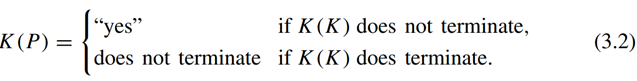 K(P) = { “yes” if K(K) does not terminate,
does not terminate if K(K) does terminate. (3.2)